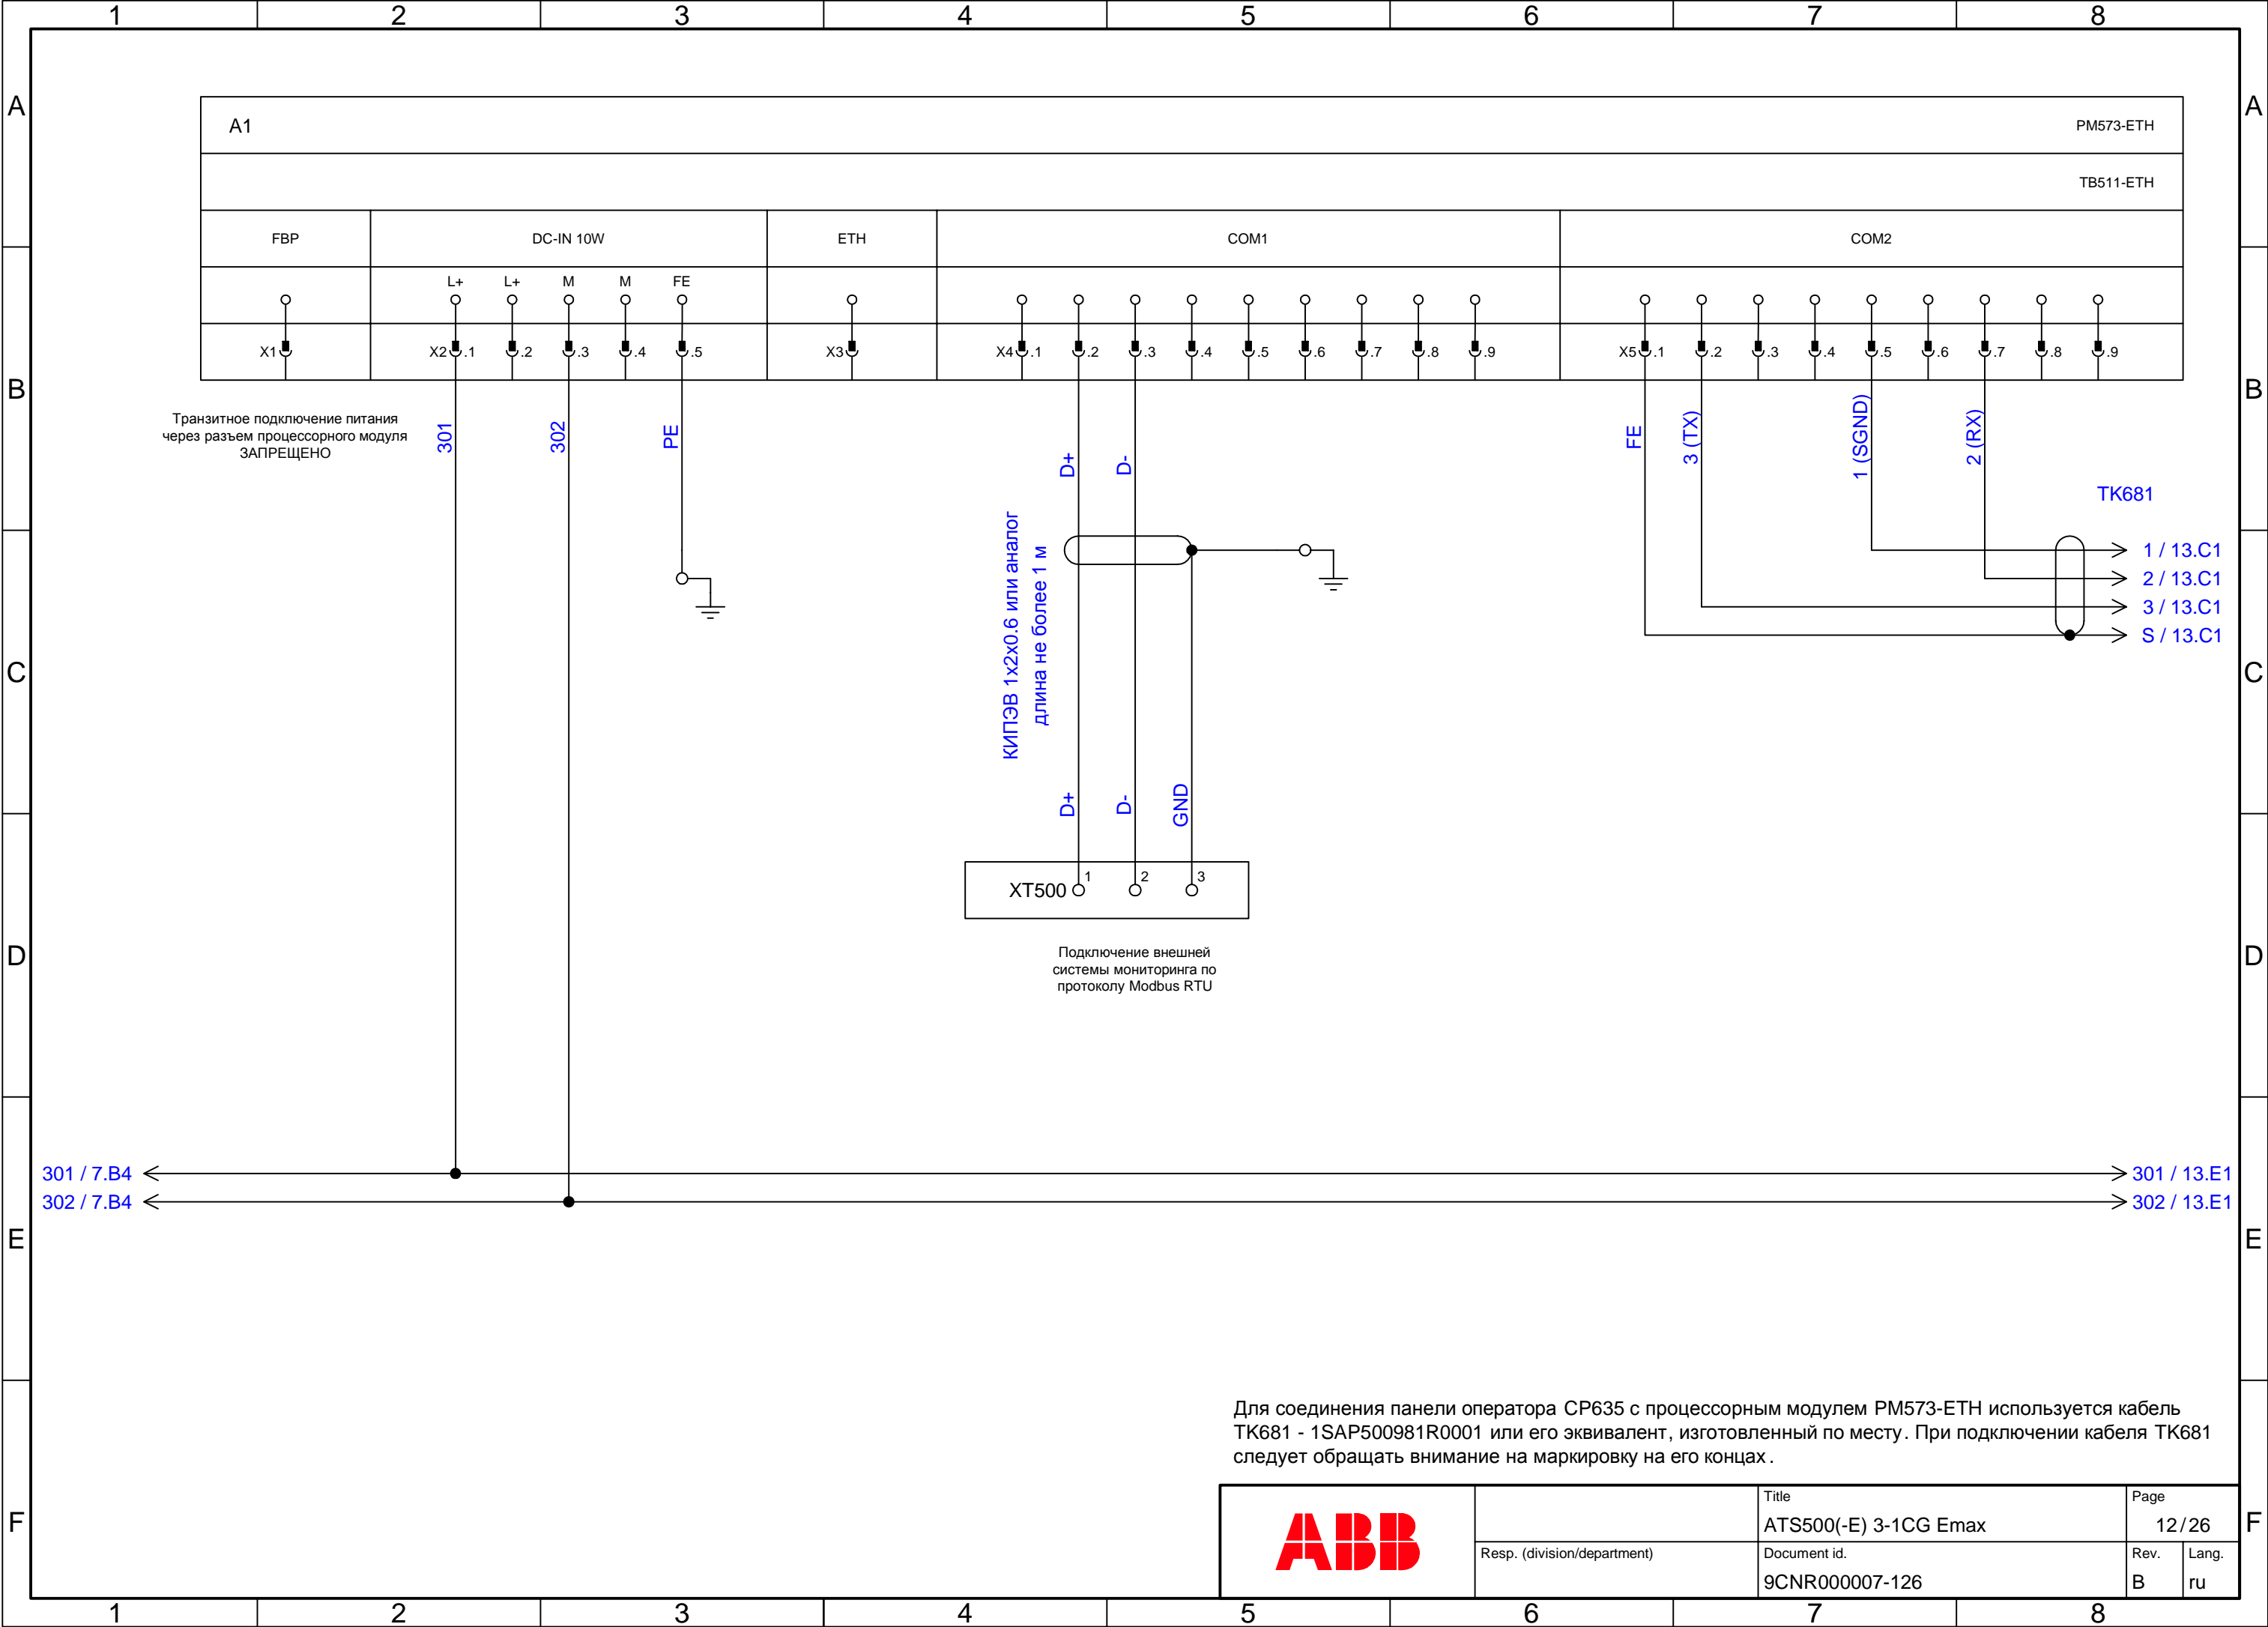 1 2 3 4 5 6 7 8
A A
A1 PM573-ETH
TB511-ETH
FBP DC-IN 10W ETH COM1 COM2
B B
L+ L+ M M FE
X1 X2 .1 .2 .3 .4 .5 X3 X4 .1 .2 .3 .4 .5 .6 .7 .8 .9 X5 .1 .2 .3 .4 .5 .6 .7 .8 .9
Транзитное подключение питания
через разъем процессорного модуля
ЗАПРЕЩЕНО
301
302
PE
D+
D-
FE
3 (TX)
1 (SGND)
2 (RX)
TK681
1 / 13.C1
2 / 13.C1
3 / 13.C1
S / 13.C1
КИПЭВ 1x2x0.6 или аналог
длина не более 1 м
C C
D+
D-
GND
XT500 1 2 3
Подключение внешней
системы мониторинга по
протоколу Modbus RTU
D D
301 / 7.B4 301 / 13.E1
302 / 7.B4 302 / 13.E1
E E
Для соединения панели оператора CP635 с процессорным модулем PM573-ETH используется кабель
TK681 - 1SAP500981R0001 или его эквивалент, изготовленный по месту. При подключении кабеля TK681
следует обращать внимание на маркировку на его концах.
F F
ABB
Title
ATS500(-E) 3-1CG Emax
Page
12/26
Resp. (division/department)
Document id.
9CNR000007-126
Rev.
B
Lang.
ru
1 2 3 4 5 6 7 8